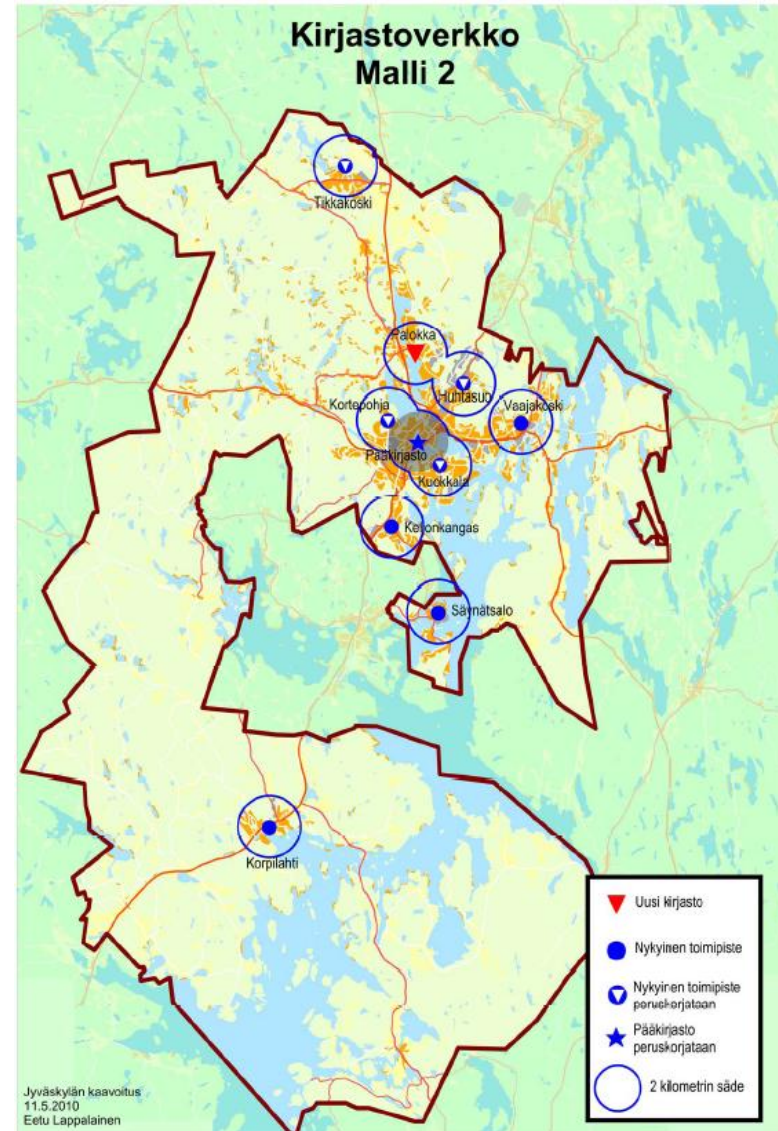 Kirjastoverkko
Malli 2
Tikkakoski
Palokka
Huhtasuo
Kortepohja
Vaajakoski
Pääkirjasto
Kuokkala
Keljonkangas
Säynätsalo
Korpilahti
Uusi kirjasto
Nykyinen toimipiste
Nykyinen toimipiste
peruskorjataan
Pääkirjasto
peruskorjataan
2 kilometrin säde
Jyväskylän kaavoitus
11.5.2010
Eetu Lappalainen